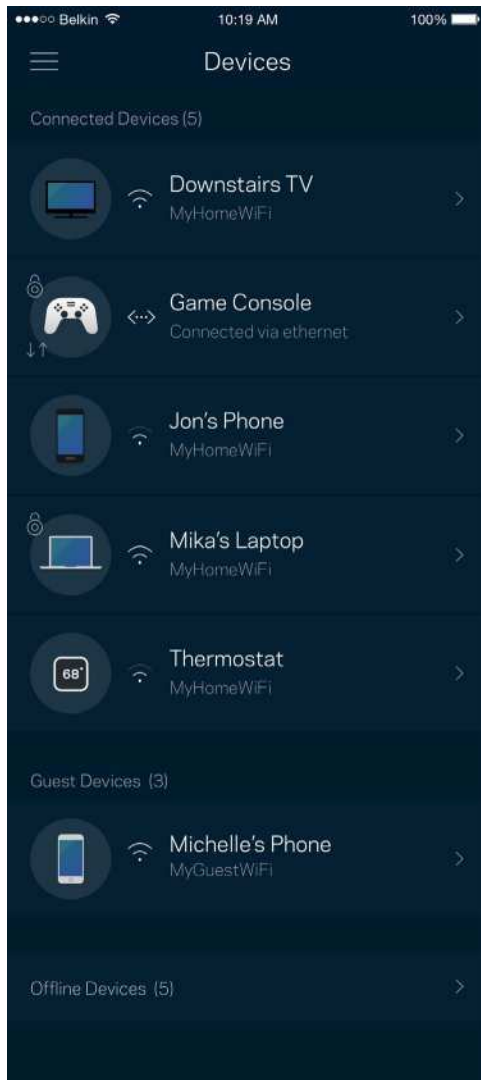 ●●●○○ Belkin 10:19 AM 100%
Devices
Connected Devices (5)
Downstairs TV
MyHomeWiFi
Game Console
Connected via ethernet
Jon's Phone
MyHomeWiFi
Mika's Laptop
MyHomeWiFi
68°
Thermostat
MyHomeWiFi
Guest Devices (3)
Michelle's Phone
MyGuestWiFi
Offline Devices (5)